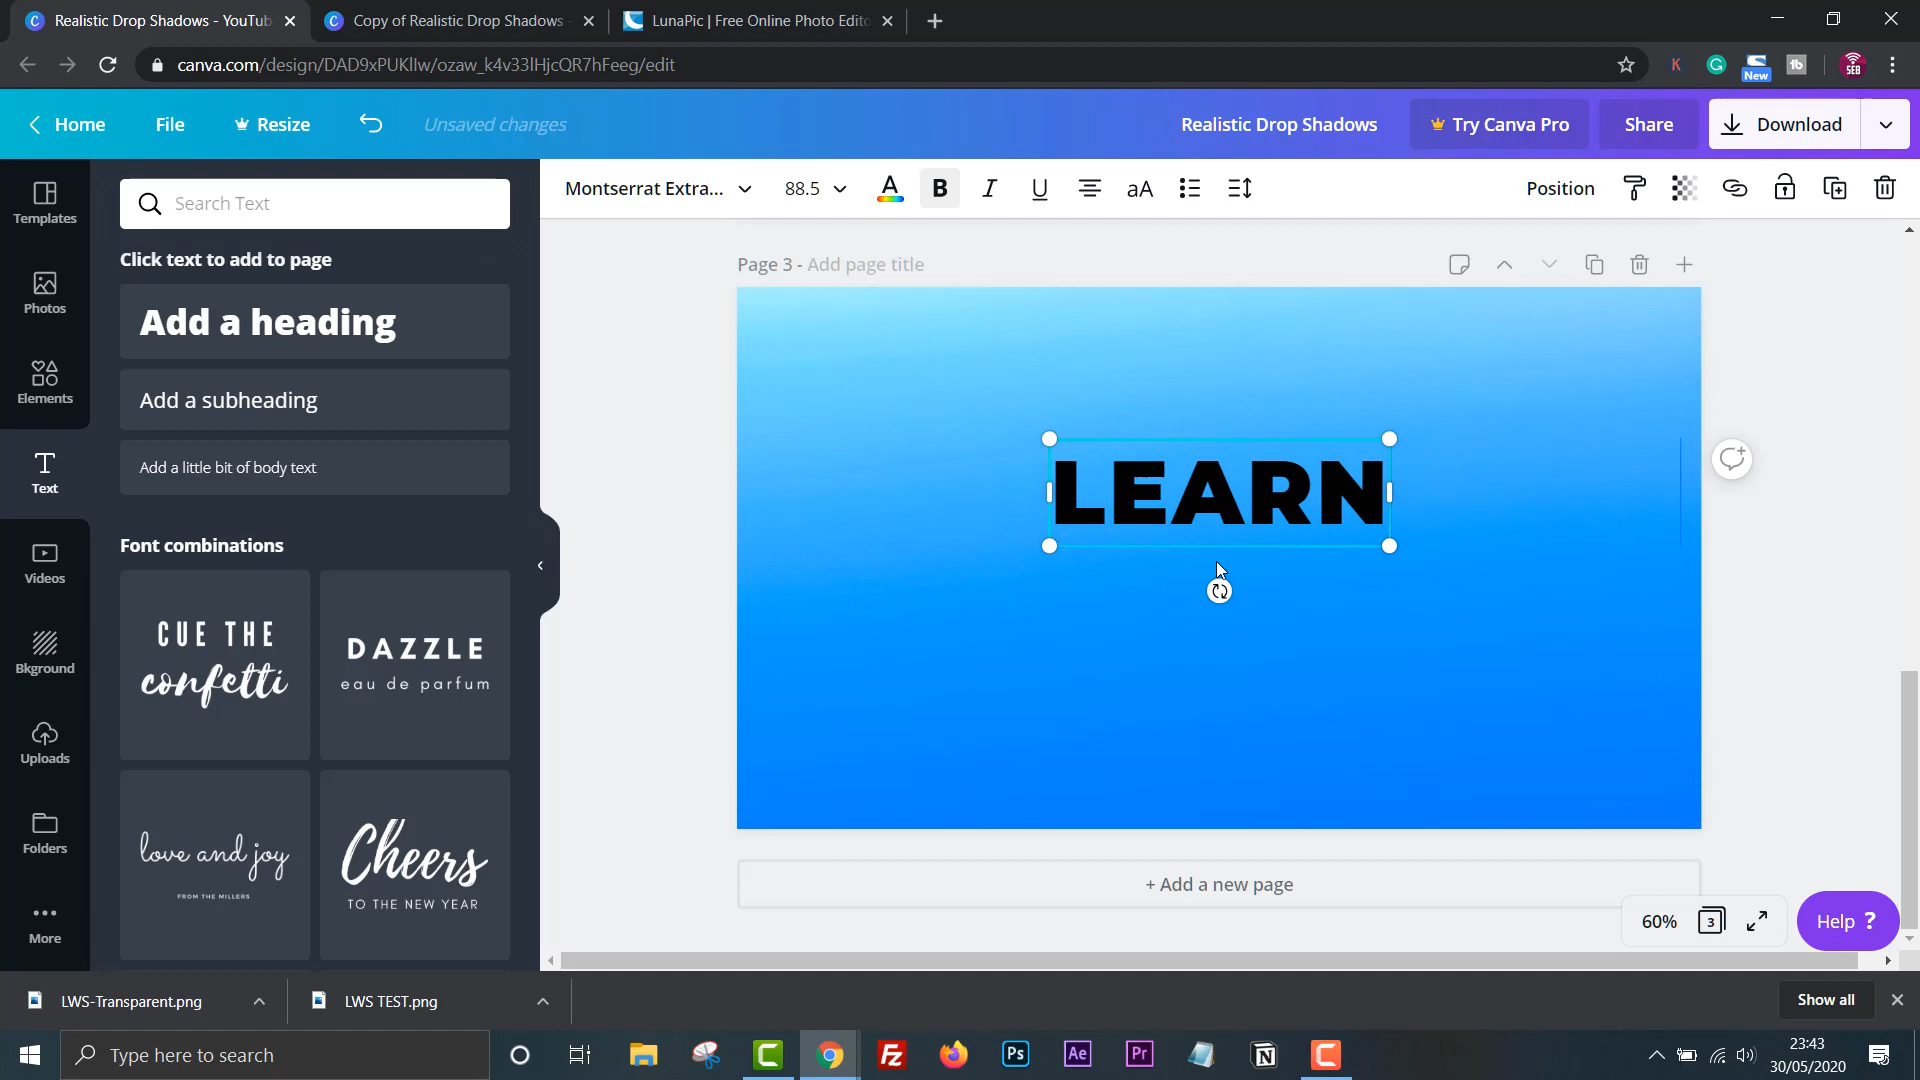 Realistic Drop Shadows - YouTub
Copy of Realistic Drop Shadows -
LunaPic | Free Online Photo Edito
canva.com/design/DAD9xPUKlIw/ozaw_k4v33lHjcQR7hFeeg/edit
New
SEB
Home
File
Resize
Unsaved changes
Realistic Drop Shadows
Try Canva Pro
Share
Download
Templates
Photos
Elements
Text
Videos
Bkground
Uploads
Folders
More
Search Text
Click text to add to page
Add a heading
Add a subheading
Add a little bit of body text
Font combinations
CUE THE
confetti
DAZZLE
eau de parfum
love and joy
FROM THE MILLERS
Cheers
TO THE NEW YEAR
Montserrat Extra...
88.5
A
B
I
U
aA
Position
Page 3 - Add page title
LEARN
+ Add a new page
60%
3
Help ?
LWS-Transparent.png
LWS TEST.png
Show all
Type here to search
Ps
Ae
Pr
23:43
30/05/2020